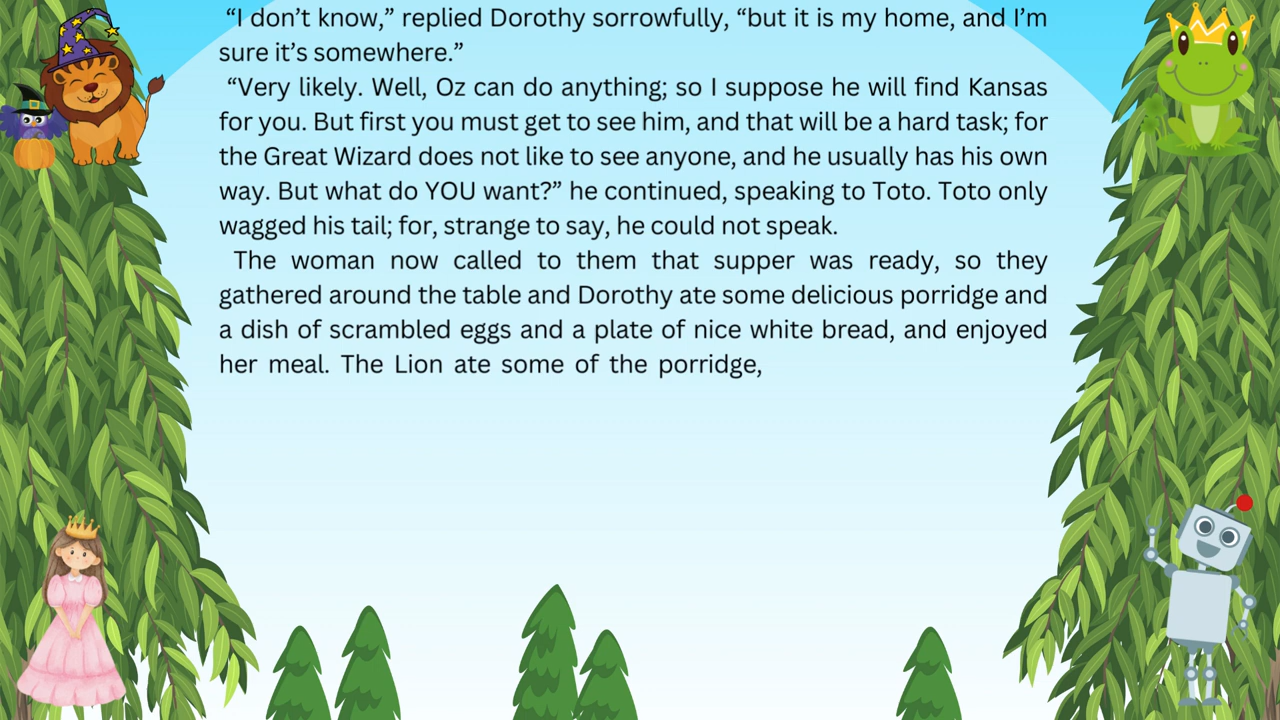 “I don’t know,” replied Dorothy sorrowfully, “but it is my home, and I’m
sure it’s somewhere.”
“Very likely. Well, Oz can do anything; so I suppose he will find Kansas
for you. But first you must get to see him, and that will be a hard task; for
the Great Wizard does not like to see anyone, and he usually has his own
way. But what do YOU want?” he continued, speaking to Toto. Toto only
wagged his tail; for, strange to say, he could not speak.
The woman now called to them that supper was ready, so they
gathered around the table and Dorothy ate some delicious porridge and
a dish of scrambled eggs and a plate of nice white bread, and enjoyed
her meal. The Lion ate some of the porridge,